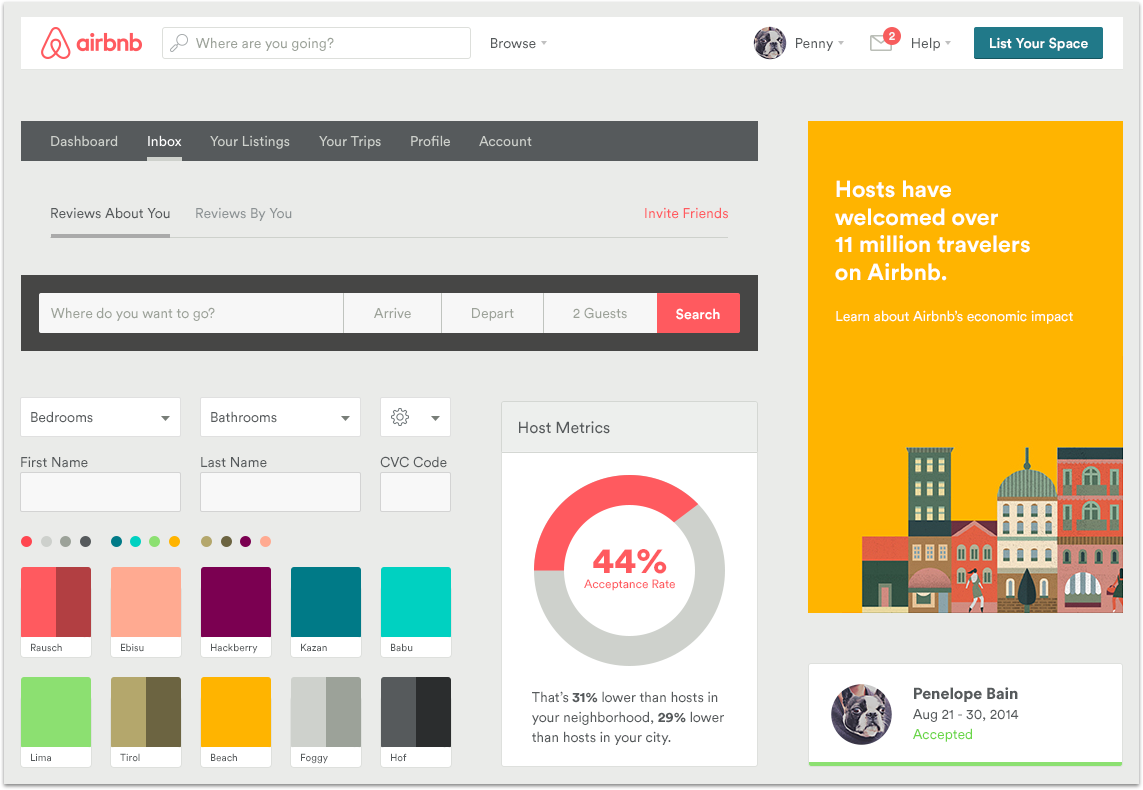 airbnb
Where are you going?
Browse
Penny
2
Help
List Your Space
Dashboard
Inbox
Your Listings
Your Trips
Profile
Account
Reviews About You
Reviews By You
Invite Friends
Where do you want to go?
Arrive
Depart
2 Guests
Search
Hosts have
welcomed over
11 million travelers
on Airbnb.
Learn about Airbnb's economic impact
Bedrooms
Bathrooms
First Name
Last Name
CVC Code
Host Metrics
44%
Acceptance Rate
That's 31% lower than hosts in
your neighborhood, 29% lower
than hosts in your city.
Rausch
Ebisu
Hackberry
Kazan
Babu
Lima
Tirol
Beach
Foggy
Hof
Penelope Bain
Aug 21 - 30, 2014
Accepted